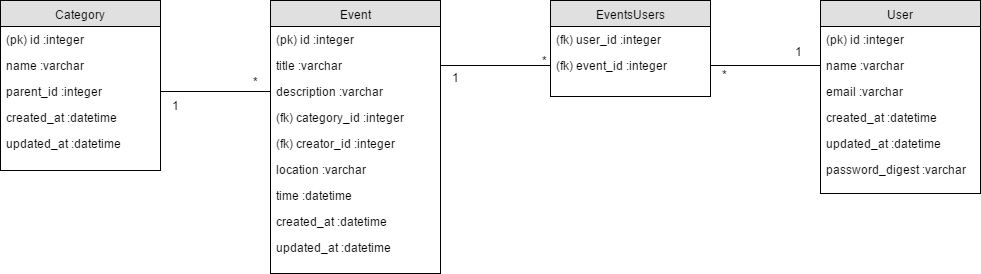 Category
(pk) id :integer
name :varchar
parent_id :integer
created_at :datetime
updated_at :datetime
1
*
Event
(pk) id :integer
title :varchar
description :varchar
(fk) category_id :integer
(fk) creator_id :integer
location :varchar
time :datetime
created_at :datetime
updated_at :datetime
1
*
EventsUsers
(fk) user_id :integer
(fk) event_id :integer
*
1
User
(pk) id :integer
name :varchar
email :varchar
created_at :datetime
updated_at :datetime
password_digest :varchar